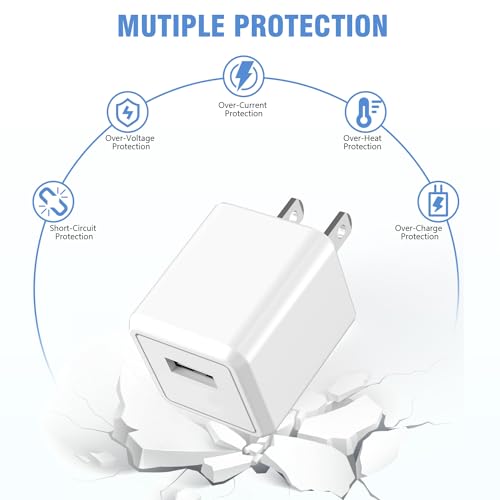 MUTIPLE PROTECTION
Over-Current
Protection
Over-Voltage
Protection
Over-Heat
Protection
Short-Circuit
Protection
Over-Charge
Protection